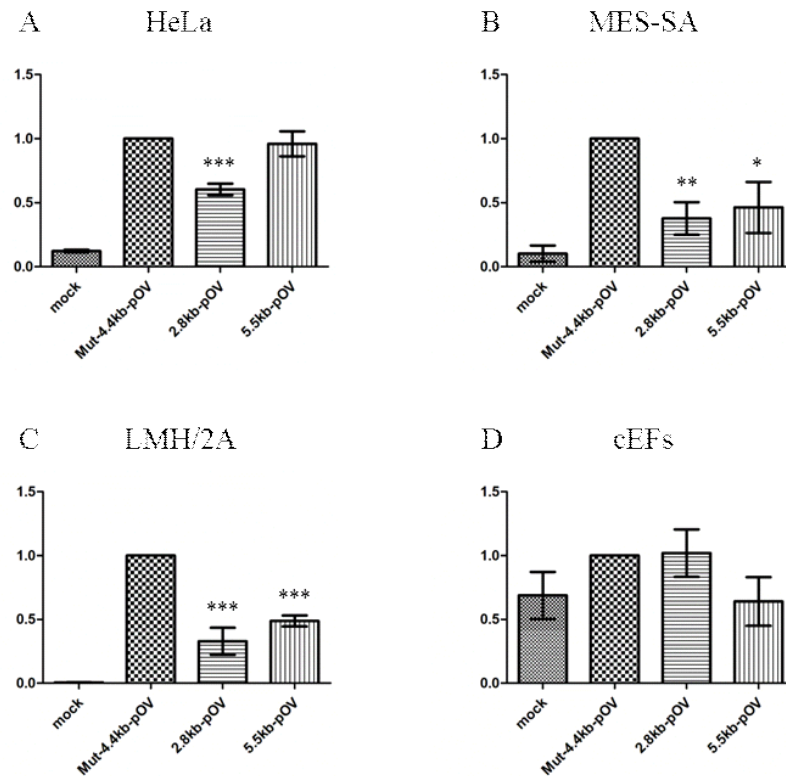 A HeLa
1.5
1.0
***
0.5
0.0
mock
Mut-4.4kb-pOV
2.8kb-pOV
5.5kb-pOV
B MES-SA
1.5
1.0
** *
0.5
0.0
mock
Mut-4.4kb-pOV
2.8kb-pOV
5.5kb-pOV
C LMH/2A
1.5
1.0
*** ***
0.5
0.0
mock
Mut-4.4kb-pOV
2.8kb-pOV
5.5kb-pOV
D cEFs
1.5
1.0
0.5
0.0
mock
Mut-4.4kb-pOV
2.8kb-pOV
5.5kb-pOV